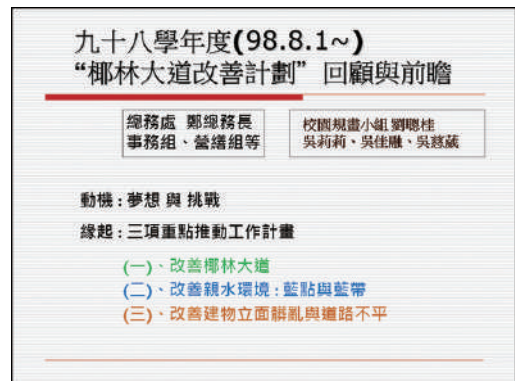 九十八學年度(98.8.1~)
“椰林大道改善計劃” 回顧與前瞻
總務處 鄭總務長
事務組、營繕組等
校園規畫小組 劉聰桂
吳莉莉、吳佳融、吳慈葳
動機：夢想 與 挑戰
緣起：三項重點推動工作計畫
(一)、改善椰林大道
(二)、改善親水環境：藍點與藍帶
(三)、改善建物立面髒亂與道路不平